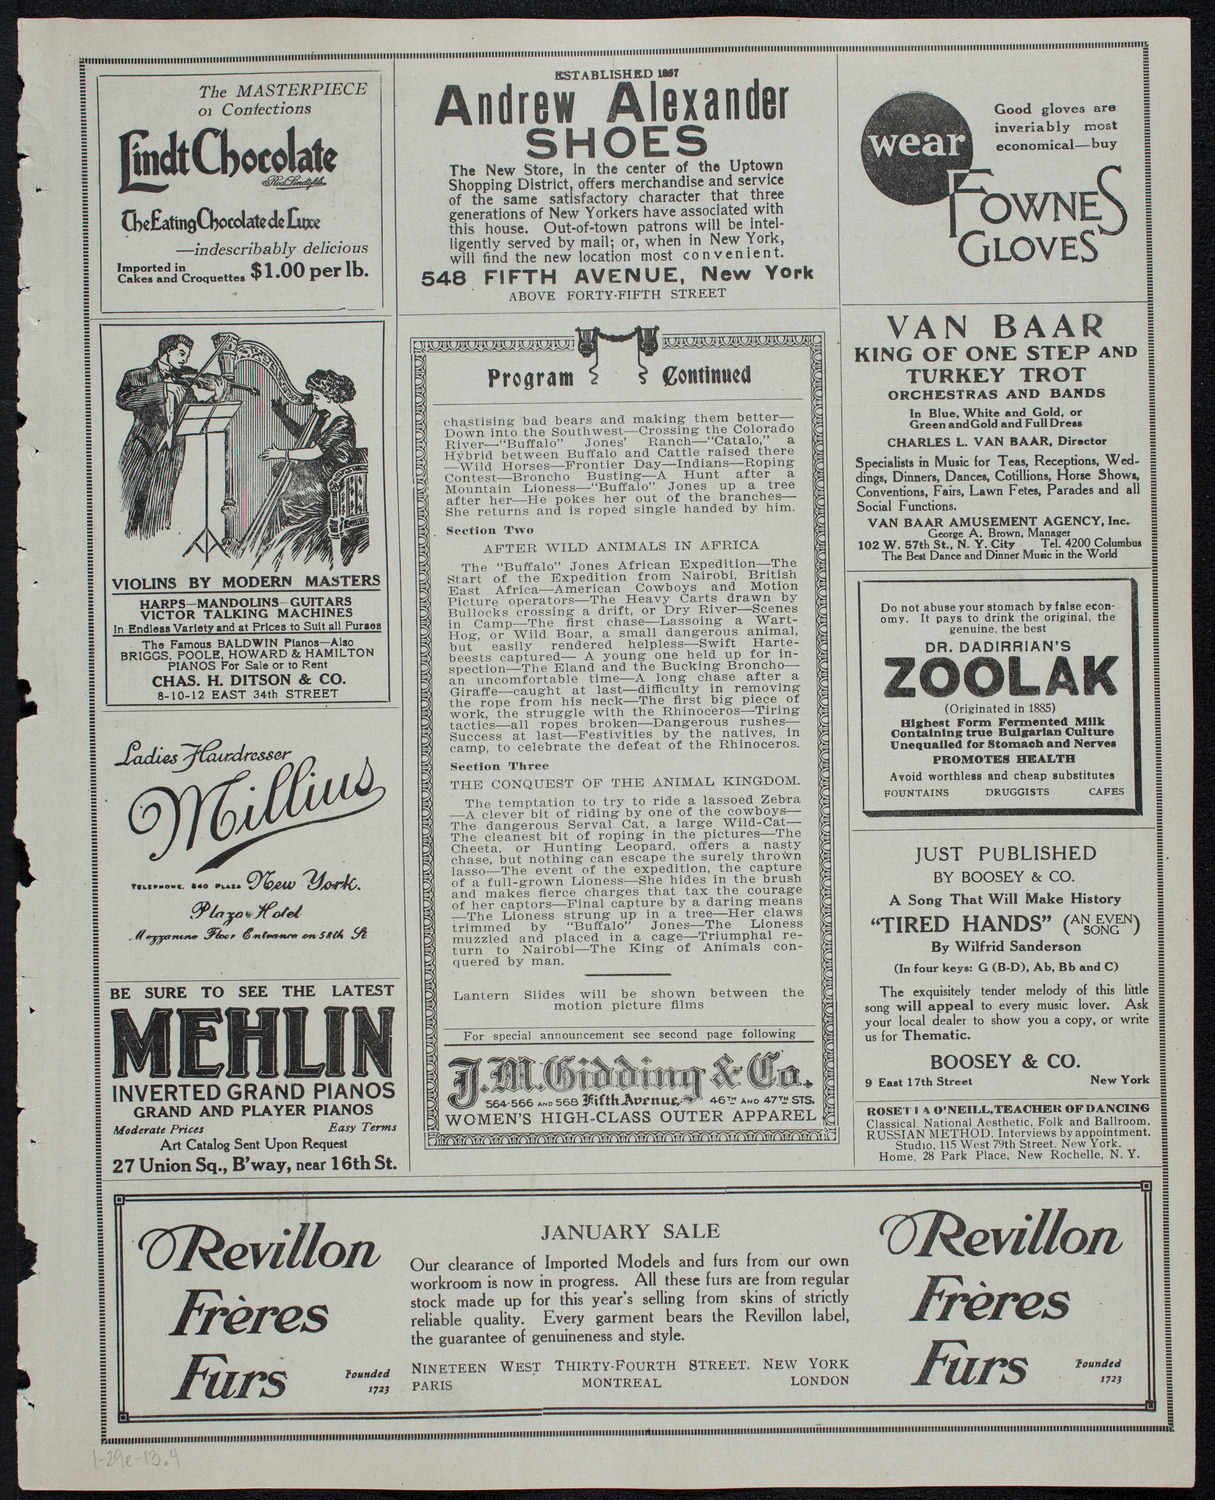 The MASTERPIECE
of Confections
Lindt Chocolate
Rod. Lindt fils
The Eating Chocolate de Luxe
—indescribably delicious
Imported in
Cakes and Croquettes $1.00 per lb.
ESTABLISHED 1857
Andrew Alexander
SHOES
The New Store, in the center of the Uptown
Shopping District, offers merchandise and service
of the same satisfactory character that three
generations of New Yorkers have associated with
this house. Out-of-town patrons will be intel-
ligently served by mail; or, when in New York,
will find the new location most convenient.
548 FIFTH AVENUE, New York
ABOVE FORTY-FIFTH STREET
wear
Good gloves are
invariably most
economical—buy
FOWNES
GLOVES
VIOLINS BY MODERN MASTERS
HARPS—MANDOLINS—GUITARS
VICTOR TALKING MACHINES
In Endless Variety and at Prices to Suit all Purses
The Famous BALDWIN Pianos—Also
BRIGGS, POOLE, HOWARD & HAMILTON
PIANOS For Sale or to Rent
CHAS. H. DITSON & CO.
8-10-12 EAST 34th STREET
Ladies Hairdresser
Millius
TELEPHONE, 840 PLAZA New York.
Plaza Hotel
Mezzanine Floor Entrance on 58th St
BE SURE TO SEE THE LATEST
MEHLIN
INVERTED GRAND PIANOS
GRAND AND PLAYER PIANOS
Moderate Prices Easy Terms
Art Catalog Sent Upon Request
27 Union Sq., B'way, near 16th St.
Program Continued
chastising bad bears and making them better—
Down into the Southwest—Crossing the Colorado
River—"Buffalo" Jones' Ranch—"Catalo," a
Hybrid between Buffalo and Cattle raised there
—Wild Horses—Frontier Day—Indians—Roping
Contest—Broncho Busting—A Hunt after a
Mountain Lioness—"Buffalo" Jones up a tree
after her—He pokes her out of the branches—
She returns and is roped single handed by him.
Section Two
AFTER WILD ANIMALS IN AFRICA
The "Buffalo" Jones African Expedition—The
Start of the Expedition from Nairobi, British
East Africa—American Cowboys and Motion
Picture operators—The Heavy Carts drawn by
Bullocks crossing a drift, or Dry River—Scenes
in Camp—The first chase—Lassoing a Wart-
Hog, or Wild Boar, a small dangerous animal,
but easily rendered helpless—Swift Harte-
beests captured— A young one held up for in-
spection—The Eland and the Bucking Broncho—
an uncomfortable time—A long chase after a
Giraffe—caught at last—difficulty in removing
the rope from his neck—The first big piece of
work, the struggle with the Rhinoceros—Tiring
tactics—all ropes broken—Dangerous rushes—
Success at last—Festivities by the natives, in
camp, to celebrate the defeat of the Rhinoceros.
Section Three
THE CONQUEST OF THE ANIMAL KINGDOM.
The temptation to try to ride a lassoed Zebra
—A clever bit of riding by one of the cowboys—
The dangerous Serval Cat, a large Wild-Cat—
The cleanest bit of roping in the pictures—The
Cheeta, or Hunting Leopard, offers a nasty
chase, but nothing can escape the surely thrown
lasso—The event of the expedition, the capture
of a full-grown Lioness—She hides in the brush
and makes fierce charges that tax the courage
of her captors—Final capture by a daring means
—The Lioness strung up in a tree—Her claws
trimmed by "Buffalo" Jones—The Lioness
muzzled and placed in a cage—Triumphal re-
turn to Nairobi—The King of Animals con-
quered by man.
Lantern Slides will be shown between the
motion picture films
For special announcement see second page following
J. M. Gidding & Co.
564-566 AND 568 Fifth Avenue, 46TH AND 47TH STS.
WOMEN'S HIGH-CLASS OUTER APPAREL
VAN BAAR
KING OF ONE STEP AND
TURKEY TROT
ORCHESTRAS AND BANDS
In Blue, White and Gold, or
Green and Gold and Full Dress
CHARLES L. VAN BAAR, Director
Specialists in Music for Teas, Receptions, Wed-
dings, Dinners, Dances, Cotillions, Horse Shows,
Conventions, Fairs, Lawn Fetes, Parades and all
Social Functions.
VAN BAAR AMUSEMENT AGENCY, Inc.
George A. Brown, Manager
102 W. 57th St., N. Y. City Tel. 4200 Columbus
The Best Dance and Dinner Music in the World
Do not abuse your stomach by false econ-
omy. It pays to drink the original, the
genuine, the best
DR. DADIRRIAN'S
ZOOLAK
(Originated in 1885)
Highest Form Fermented Milk
Containing true Bulgarian Culture
Unequalled for Stomach and Nerves
PROMOTES HEALTH
Avoid worthless and cheap substitutes
FOUNTAINS DRUGGISTS CAFES
JUST PUBLISHED
BY BOOSEY & CO.
A Song That Will Make History
"TIRED HANDS" (AN EVEN SONG)
By Wilfrid Sanderson
(In four keys: G (B-D), Ab, Bb and C)
The exquisitely tender melody of this little
song will appeal to every music lover. Ask
your local dealer to show you a copy, or write
us for Thematic.
BOOSEY & CO.
9 East 17th Street New York
ROSETTA O'NEILL, TEACHER OF DANCING
Classical, National Aesthetic, Folk and Ballroom.
RUSSIAN METHOD. Interviews by appointment.
Studio, 115 West 79th Street, New York.
Home, 28 Park Place, New Rochelle, N. Y.
Revillon
Frères
Furs
Founded
1723
JANUARY SALE
Our clearance of Imported Models and furs from our own
workroom is now in progress. All these furs are from regular
stock made up for this year's selling from skins of strictly
reliable quality. Every garment bears the Revillon label,
the guarantee of genuineness and style.
NINETEEN WEST THIRTY-FOURTH STREET, NEW YORK
PARIS MONTREAL LONDON
Revillon
Frères
Furs
Founded
1723
1-29e-13.4